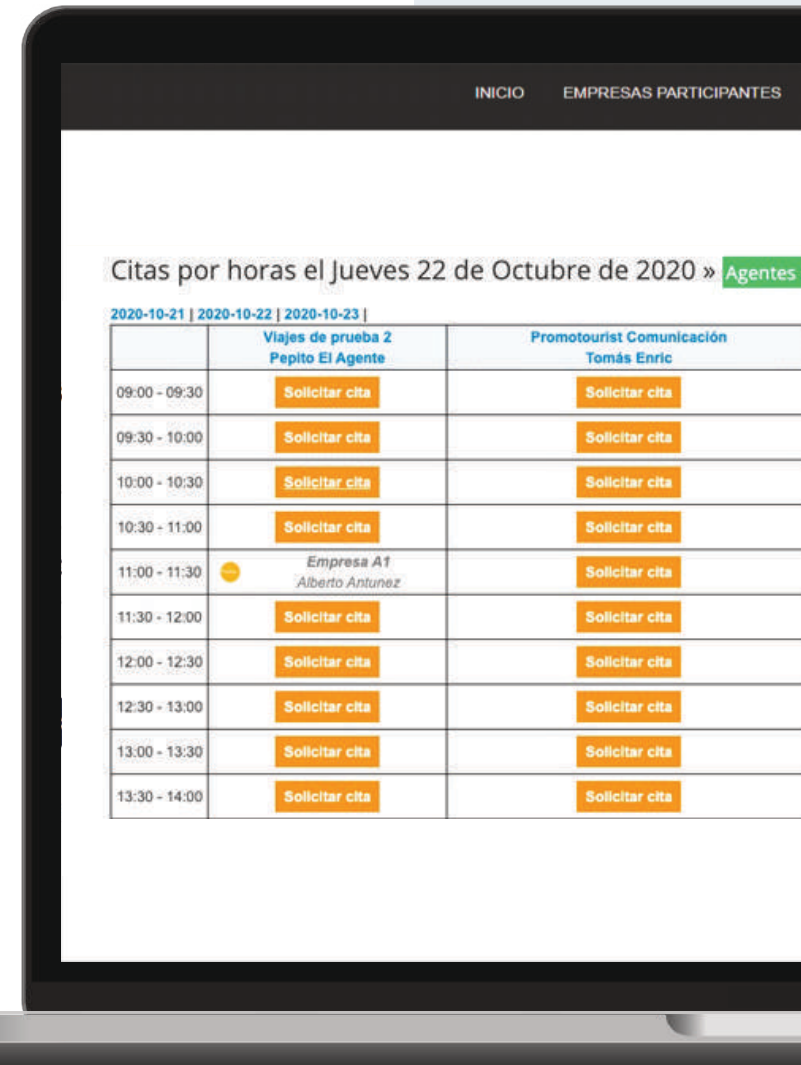 INICIO EMPRESAS PARTICIPANTES
Citas por horas el Jueves 22 de Octubre de 2020 » Agentes
2020-10-21 | 2020-10-22 | 2020-10-23 |
Viajes de prueba 2 Promotourist Comunicación
Pepito El Agente Tomás Enric
09:00 - 09:30 Solicitar cita Solicitar cita
09:30 - 10:00 Solicitar cita Solicitar cita
10:00 - 10:30 Solicitar cita Solicitar cita
10:30 - 11:00 Solicitar cita Solicitar cita
11:00 - 11:30 Empresa A1 Solicitar cita
Alberto Antunez
11:30 - 12:00 Solicitar cita Solicitar cita
12:00 - 12:30 Solicitar cita Solicitar cita
12:30 - 13:00 Solicitar cita Solicitar cita
13:00 - 13:30 Solicitar cita Solicitar cita
13:30 - 14:00 Solicitar cita Solicitar cita